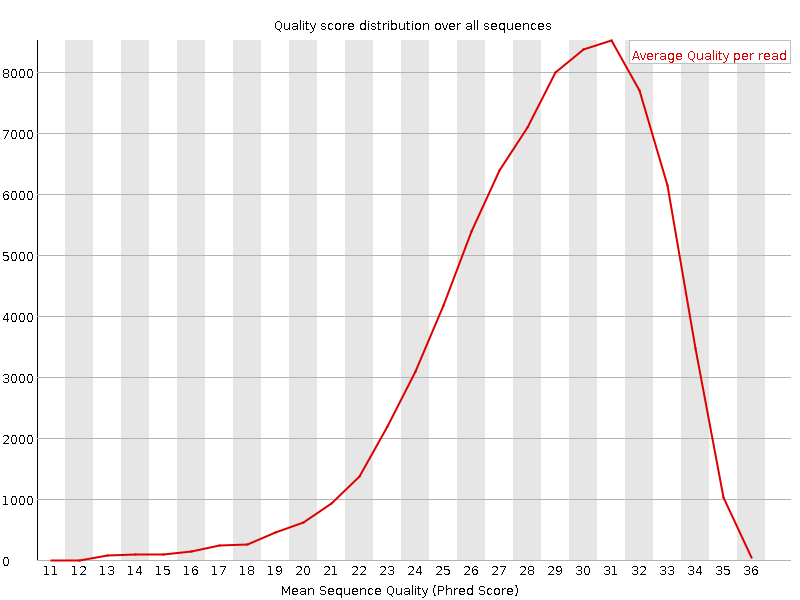 Quality score distribution over all sequences
Average Quality per read
8000
7000
6000
5000
4000
3000
2000
1000
0
11 12 13 14 15 16 17 18 19 20 21 22 23 24 25 26 27 28 29 30 31 32 33 34 35 36
Mean Sequence Quality (Phred Score)